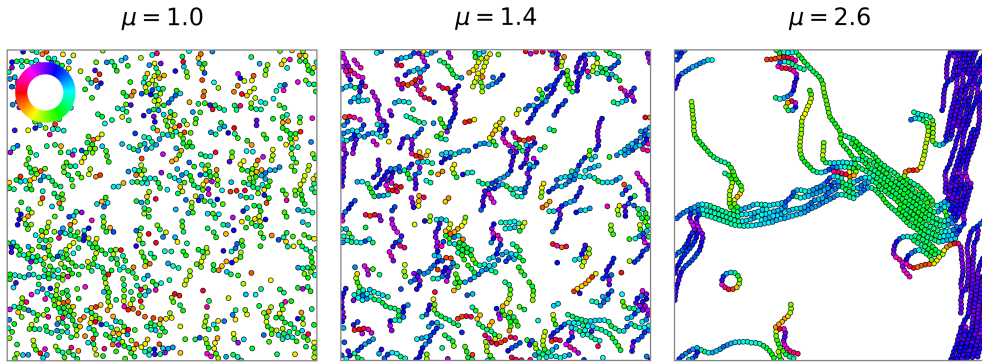 μ = 1.0
μ = 1.4
μ = 2.6